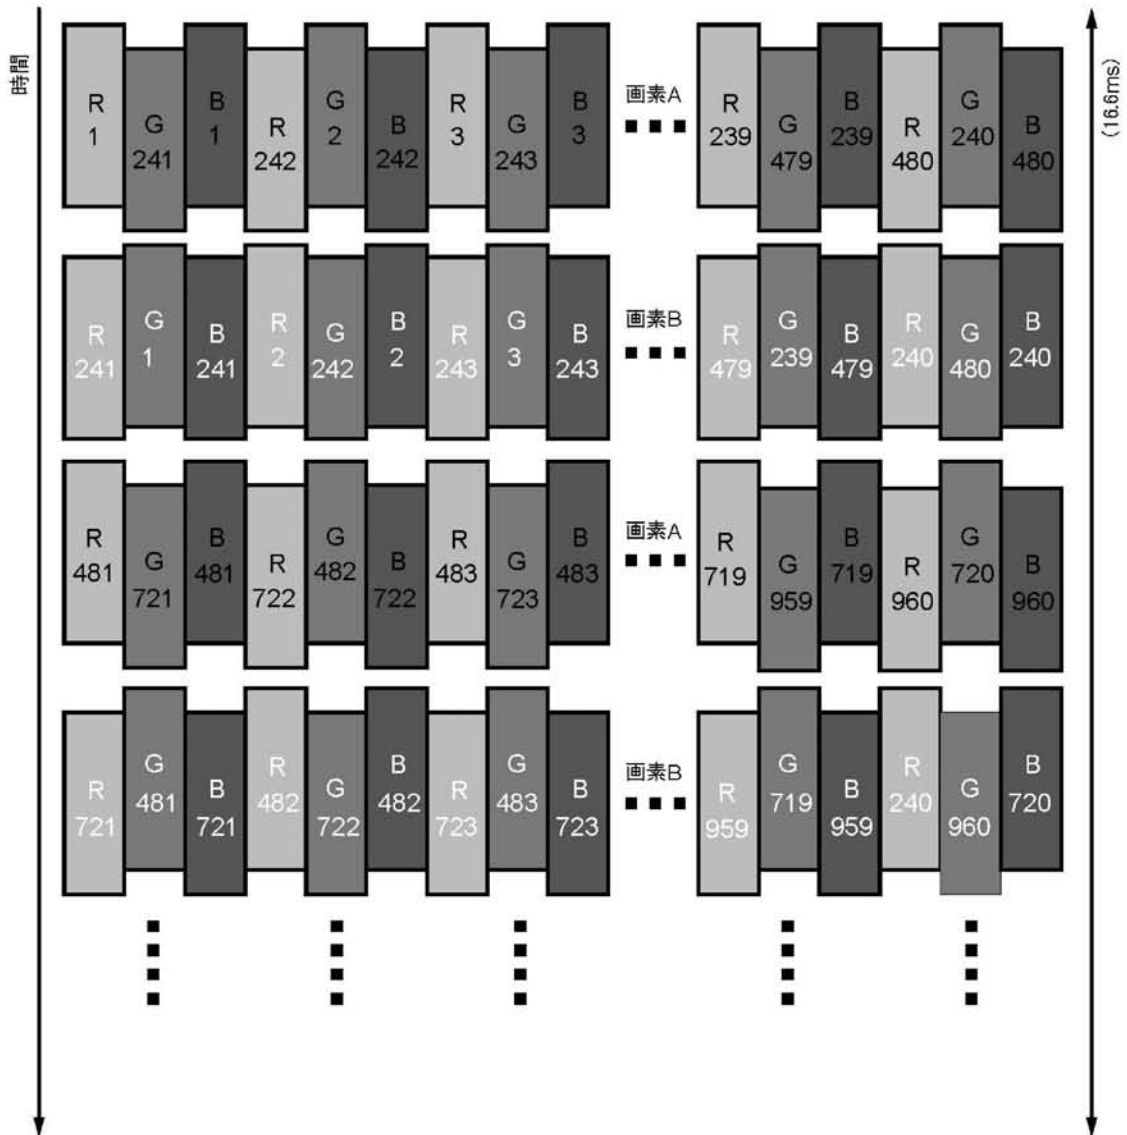 時間
(16.6ms)
R 1 G 241 B 1 R 242 G 2 B 242 R 3 G 243 B 3 画素A R 239 G 479 B 239 R 480 G 240 B 480
R 241 G 1 B 241 R 2 G 242 B 2 R 243 G 3 B 243 画素B R 479 G 239 B 479 R 240 G 480 B 240
R 481 G 721 B 481 R 722 G 482 B 722 R 483 G 723 B 483 画素A R 719 G 959 B 719 R 960 G 720 B 960
R 721 G 481 B 721 R 482 G 722 B 482 R 723 G 483 B 723 画素B R 959 G 719 B 959 R 240 G 960 B 720